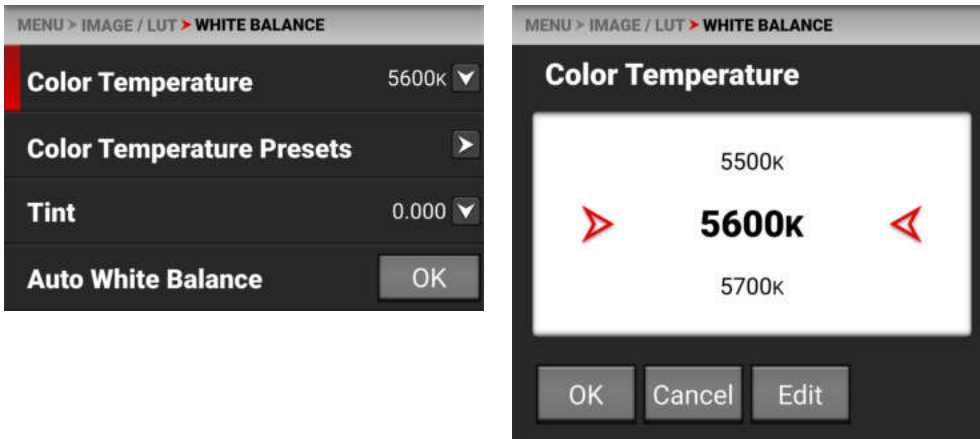 MENU > IMAGE / LUT > WHITE BALANCE
Color Temperature 5600K
Color Temperature Presets
Tint 0.000
Auto White Balance OK
MENU > IMAGE / LUT > WHITE BALANCE
Color Temperature
5500K
5600K
5700K
OK Cancel Edit